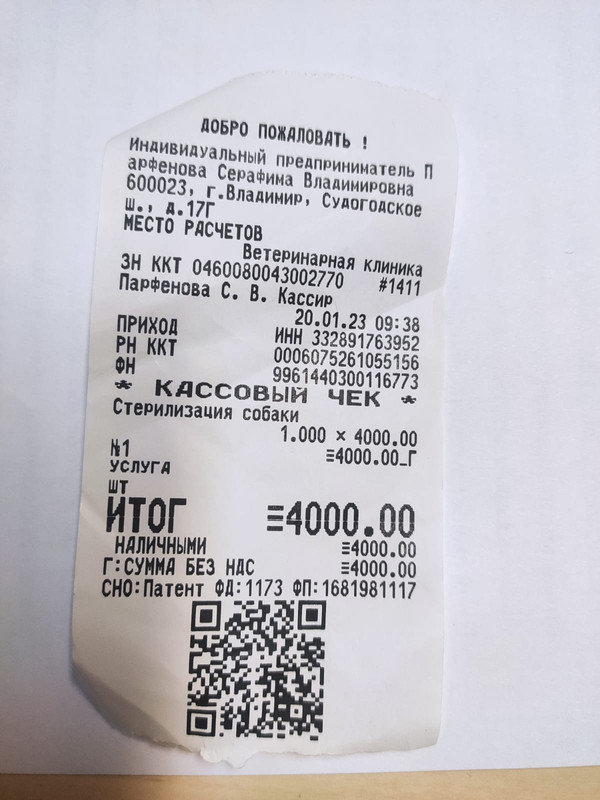 ДОБРО ПОЖАЛОВАТЬ !
Индивидуальный предприниматель П
арфенова Серафима Владимировна
600023, г.Владимир, Судогодское
ш., д.17Г
МЕСТО РАСЧЕТОВ
Ветеринарная клиника
ЗН ККТ 0460080043002770 #1411
Парфенова С. В. Кассир
20.01.23 09:38
ПРИХОД ИНН 332891763952
РН ККТ 0006075261055156
ФН 9961440300116773
* КАССОВЫЙ ЧЕК *
Стерилизация собаки
1.000 × 4000.00
№1 ≡4000.00_Г
УСЛУГА
ШТ
ИТОГ ≡4000.00
НАЛИЧНЫМИ ≡4000.00
Г:СУММА БЕЗ НДС ≡4000.00
СНО:Патент ФД:1173 ФП:1681981117